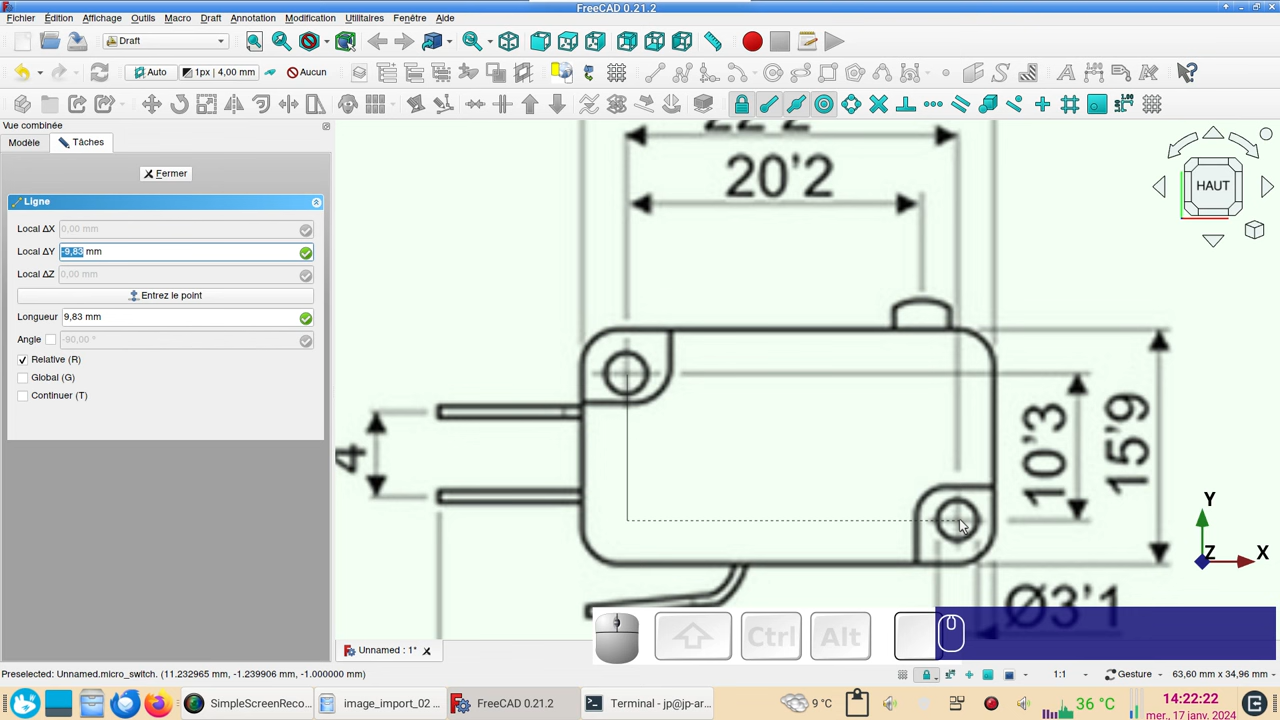 FreeCAD 0.21.2
Fichier Édition Affichage Outils Macro Draft Annotation Modification Utilitaires Fenêtre Aide
Draft
Auto 1px | 4,00 mm Aucun
Vue combinée
Modèle Tâches
Fermer
Ligne
Local ΔX 0,00 mm
Local ΔY -9,83 mm
Local ΔZ 0,00 mm
Entrez le point
Longueur 9,83 mm
Angle -90,00 °
Relative (R)
Global (G)
Continuer (T)
22'2
20'2
HAUT
4
10'3
15'9
Ø3'1
Y
Z X
Ctrl Alt
Unnamed : 1*
Preselected: Unnamed.micro_switch. (11.232965 mm, -1.239906 mm, -1.000000 mm)
1:1 Gesture 63,60 mm x 34,96 mm
SimpleScreenReco... image_import_02 ... FreeCAD 0.21.2 Terminal - jp@jp-ar... 9°C 36 °C
14:22:22
mer., 17 janv. 2024